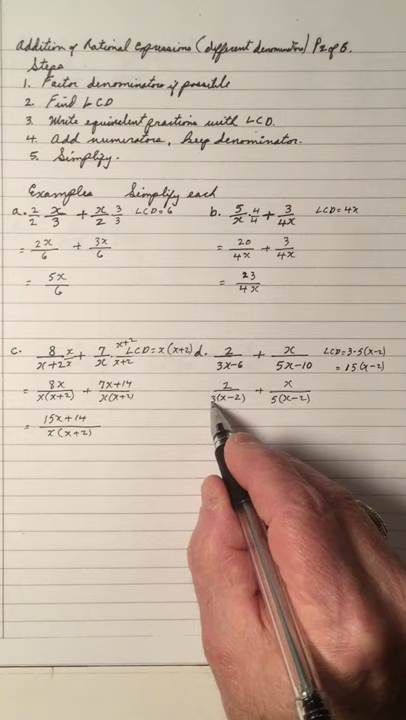 Addition of Rational Expressions (different denominators) P2 of 6.
Steps
1. Factor denominators if possible
2. Find LCD
3. Write equivalent fractions with LCD.
4. Add numerators, keep denominator.
5. Simplify.
Examples Simplify each
a. 2/2 x/3 + x/2 3/3 LCD=6
= 2x/6 + 3x/6
= 5x/6
b. 5/x · 4/4 + 3/4x LCD=4x
= 20/4x + 3/4x
= 23/4x
c. 8/x+2 x/x + 7/x · x+2/x+2 LCD=x(x+2)
= 8x/x(x+2) + 7x+14/x(x+2)
= 15x+14/x(x+2)
d. 2/3x-6 + x/5x-10 LCD=3·5(x-2)
= 15(x-2)
2/3(x-2) + x/5(x-2)